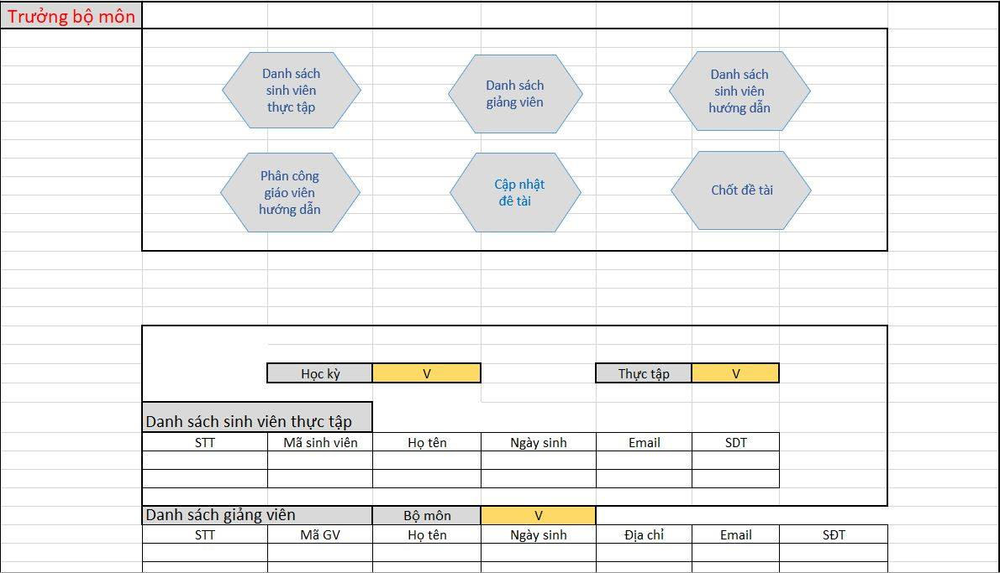 Trưởng bộ môn
Danh sách
sinh viên
thực tập
Danh sách
giảng viên
Danh sách
sinh viên
hướng dẫn
Phân công
giáo viên
hướng dẫn
Cập nhật
đê tài
Chốt đề tài
Học kỳ V Thực tập V
Danh sách sinh viên thực tập
STT Mã sinh viên Họ tên Ngày sinh Email SDT
Danh sách giảng viên Bộ môn V
STT Mã GV Họ tên Ngày sinh Địa chỉ Email SĐT